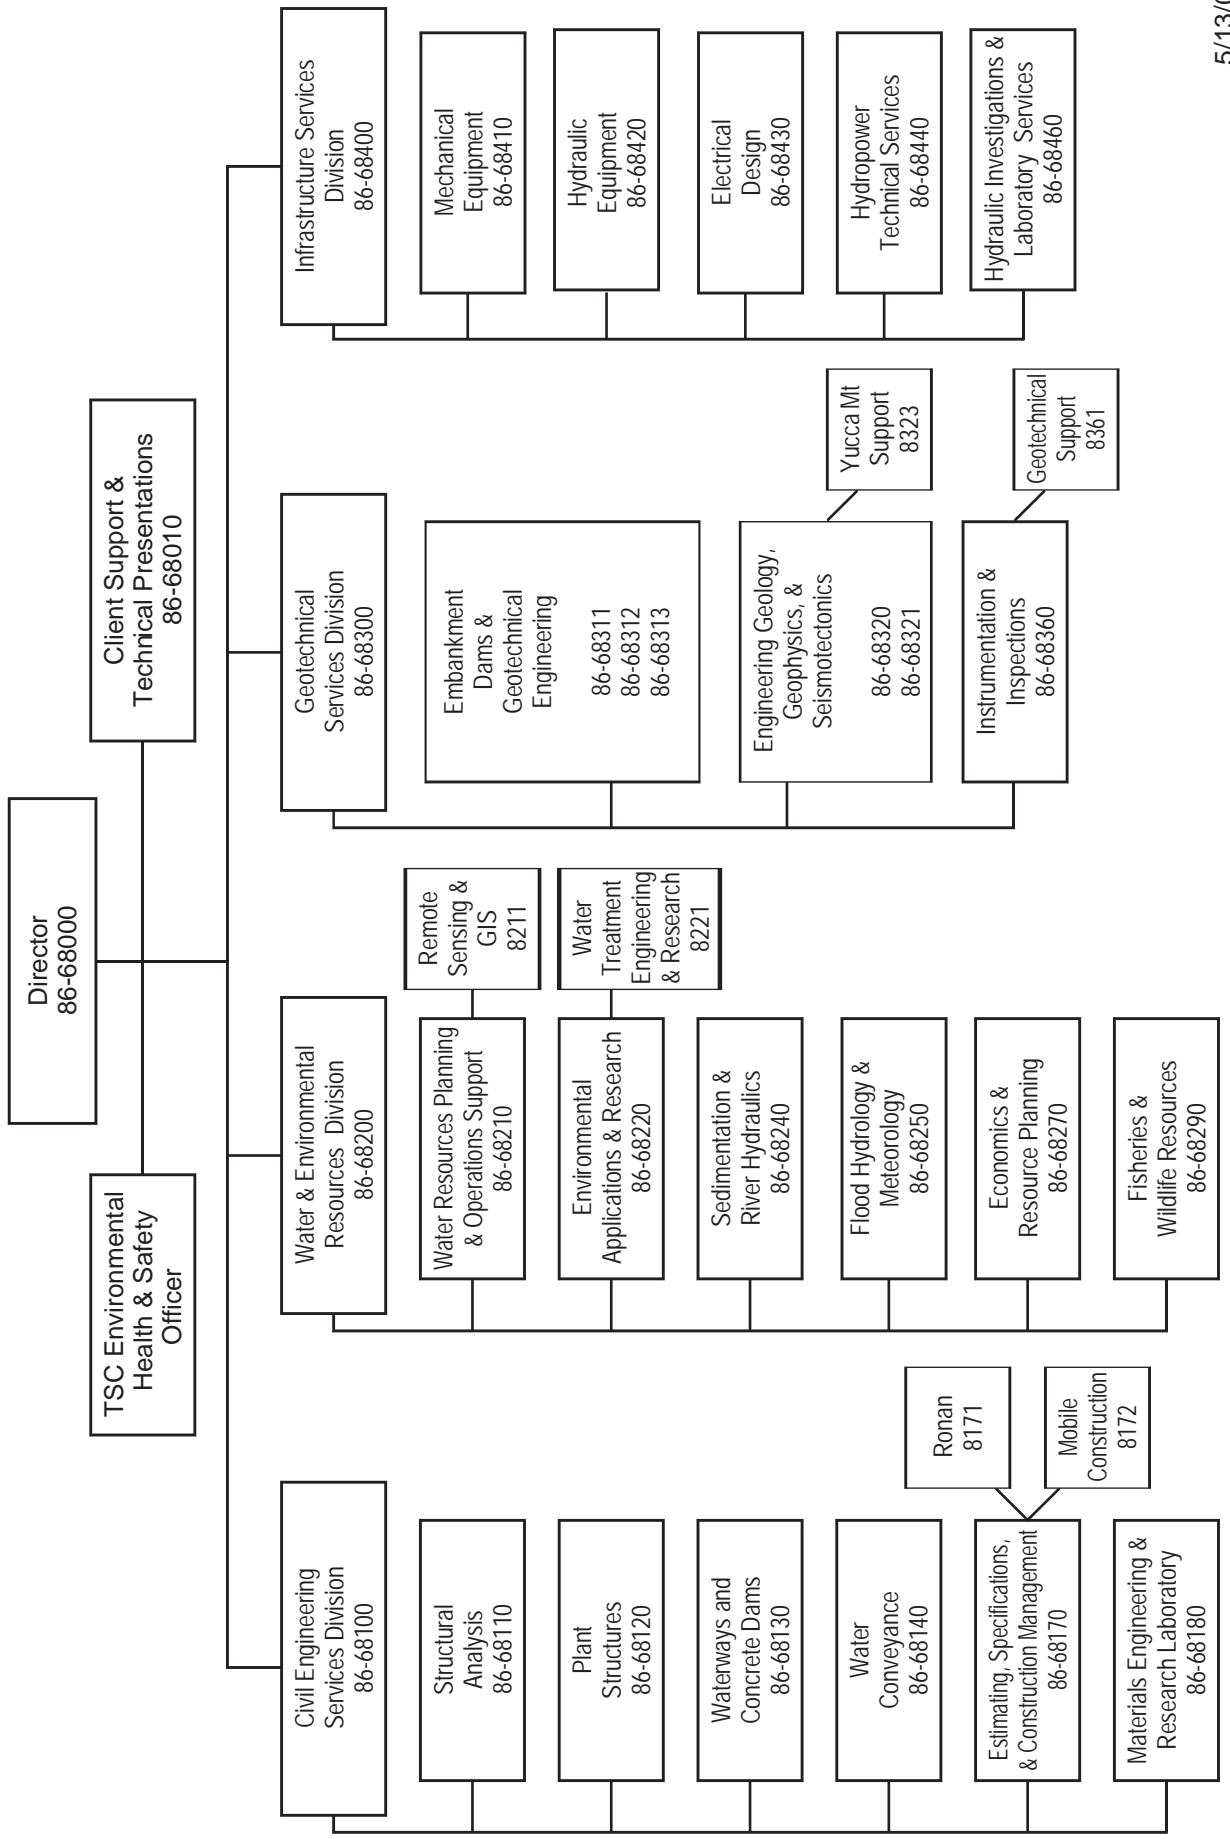 Director
86-68000
TSC Environmental
Health & Safety
Officer
Client Support &
Technical Presentations
86-68010
Civil Engineering
Services Division
86-68100
Structural
Analysis
86-68110
Plant
Structures
86-68120
Waterways and
Concrete Dams
86-68130
Water
Conveyance
86-68140
Estimating, Specifications,
& Construction Management
86-68170
Ronan
8171
Mobile
Construction
8172
Materials Engineering &
Research Laboratory
86-68180
Water & Environmental
Resources Division
86-68200
Water Resources Planning
& Operations Support
86-68210
Remote
Sensing &
GIS
8211
Environmental
Applications & Research
86-68220
Water
Treatment
Engineering
& Research
8221
Sedimentation &
River Hydraulics
86-68240
Flood Hydrology &
Meteorology
86-68250
Economics &
Resource Planning
86-68270
Fisheries &
Wildlife Resources
86-68290
Geotechnical
Services Division
86-68300
Embankment
Dams &
Geotechnical
Engineering
86-68311
86-68312
86-68313
Engineering Geology,
Geophysics, &
Seismotectonics
86-68320
86-68321
Yucca Mt
Support
8323
Instrumentation &
Inspections
86-68360
Geotechnical
Support
8361
Infrastructure Services
Division
86-68400
Mechanical
Equipment
86-68410
Hydraulic
Equipment
86-68420
Electrical
Design
86-68430
Hydropower
Technical Services
86-68440
Hydraulic Investigations &
Laboratory Services
86-68460